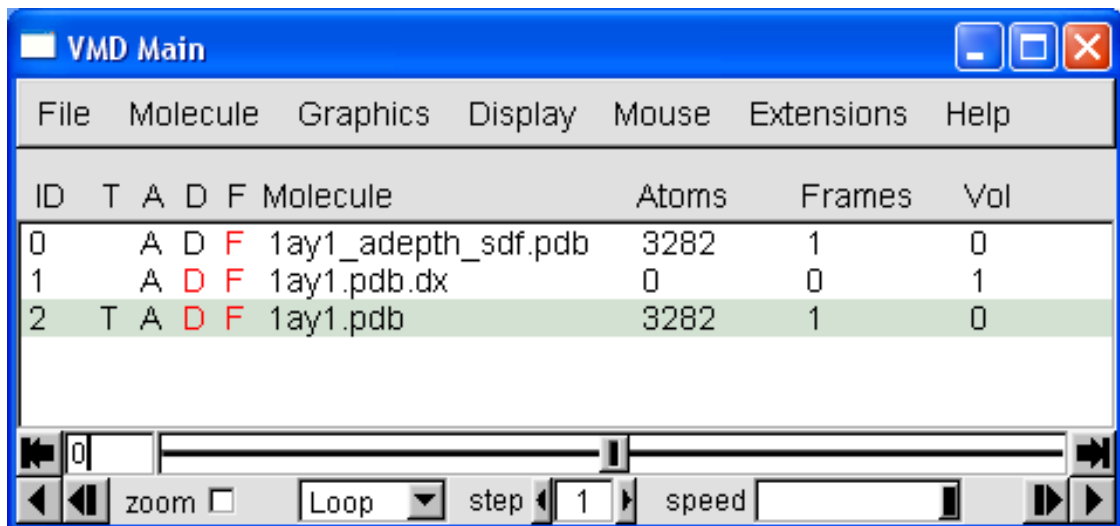 VMD Main
File Molecule Graphics Display Mouse Extensions Help
ID T A D F Molecule Atoms Frames Vol
0 A D F 1ay1_adepth_sdf.pdb 3282 1 0
1 A D F 1ay1.pdb.dx 0 0 1
2 T A D F 1ay1.pdb 3282 1 0
0
zoom Loop step 1 speed